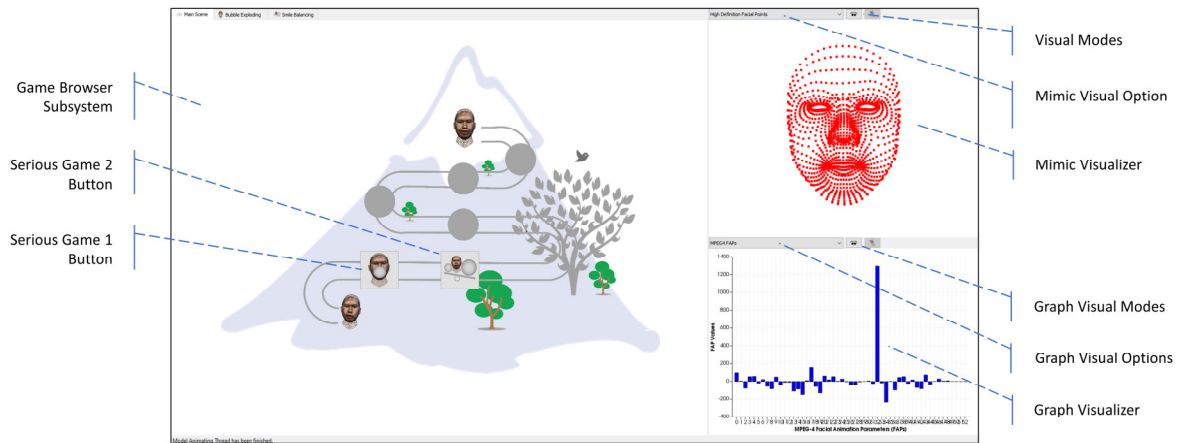 Main Scene
Bubble Exploding
Smile Balancing
High Definition Facial Points
Game Browser
Subsystem
Serious Game 2
Button
Serious Game 1
Button
Visual Modes
Mimic Visual Option
Mimic Visualizer
MPEG4 FAPs
1400
1200
1000
800
600
400
200
0
-200
-400
FAP Values
MPEG-4 Facial Animation Parameters (FAPs)
Graph Visual Modes
Graph Visual Options
Graph Visualizer
Model Animating Thread has been finished.